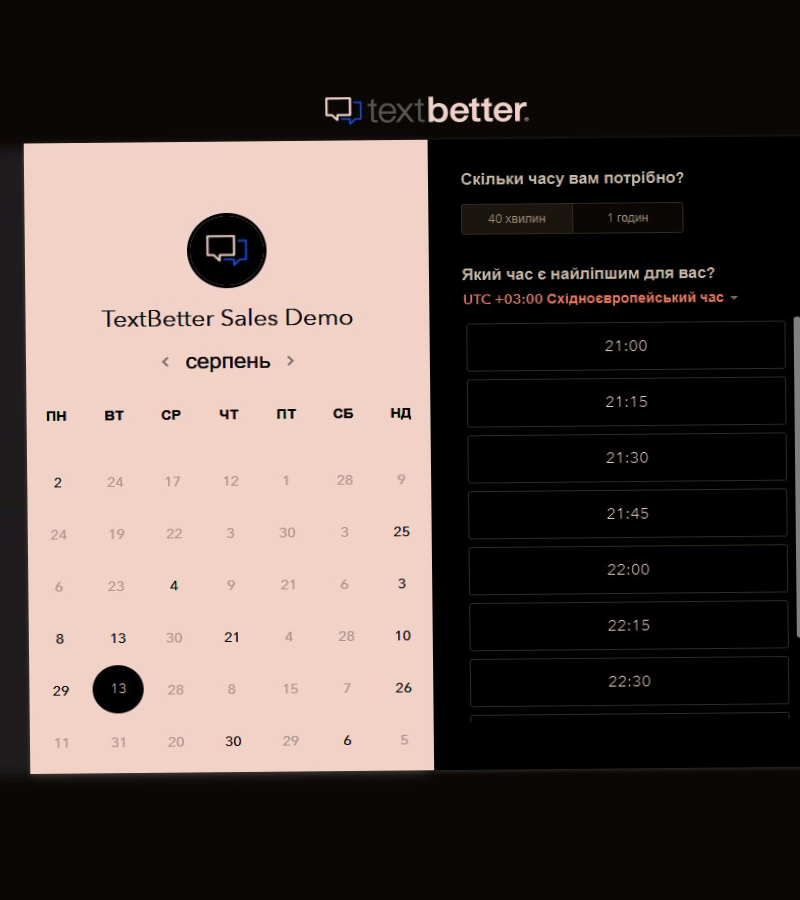 textbetter.
TextBetter Sales Demo
серпень
ПН ВТ СР ЧТ ПТ СБ НД
2 24 17 12 1 28 9
24 19 22 3 30 3 25
6 23 4 9 21 6 3
8 13 30 21 4 28 10
29 13 28 8 15 7 26
11 31 20 30 29 6 5
Скільки часу вам потрібно?
40 хвилин 1 годин
Який час є найліпшим для вас?
UTC +03:00 Східноєвропейський час
21:00
21:15
21:30
21:45
22:00
22:15
22:30